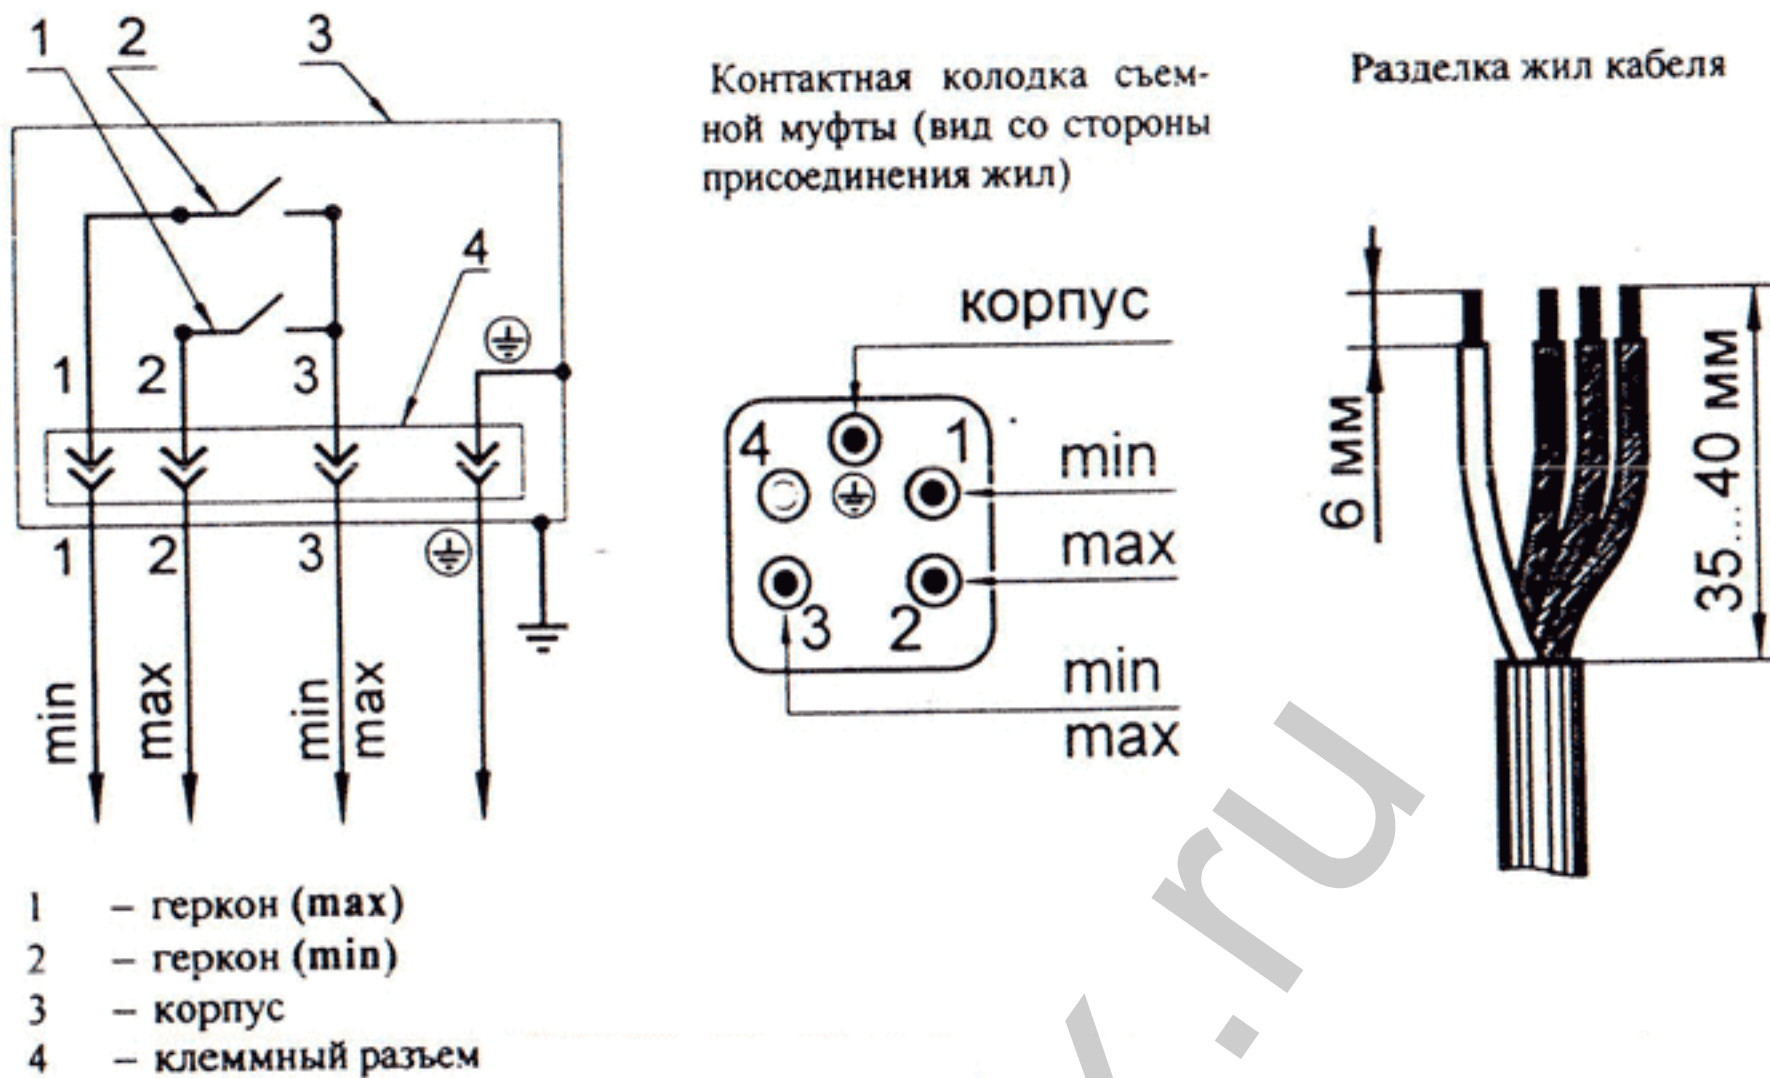 1 2 3
Контактная колодка съем-
ной муфты (вид со стороны
присоединения жил)
Разделка жил кабеля
4
1 2 3
1 2 3
min max min max
корпус
4 1
min
max
3 2
min
max
6 мм
35...40 мм
1 – геркон (max)
2 – геркон (min)
3 – корпус
4 – клеммный разъем
x.ru